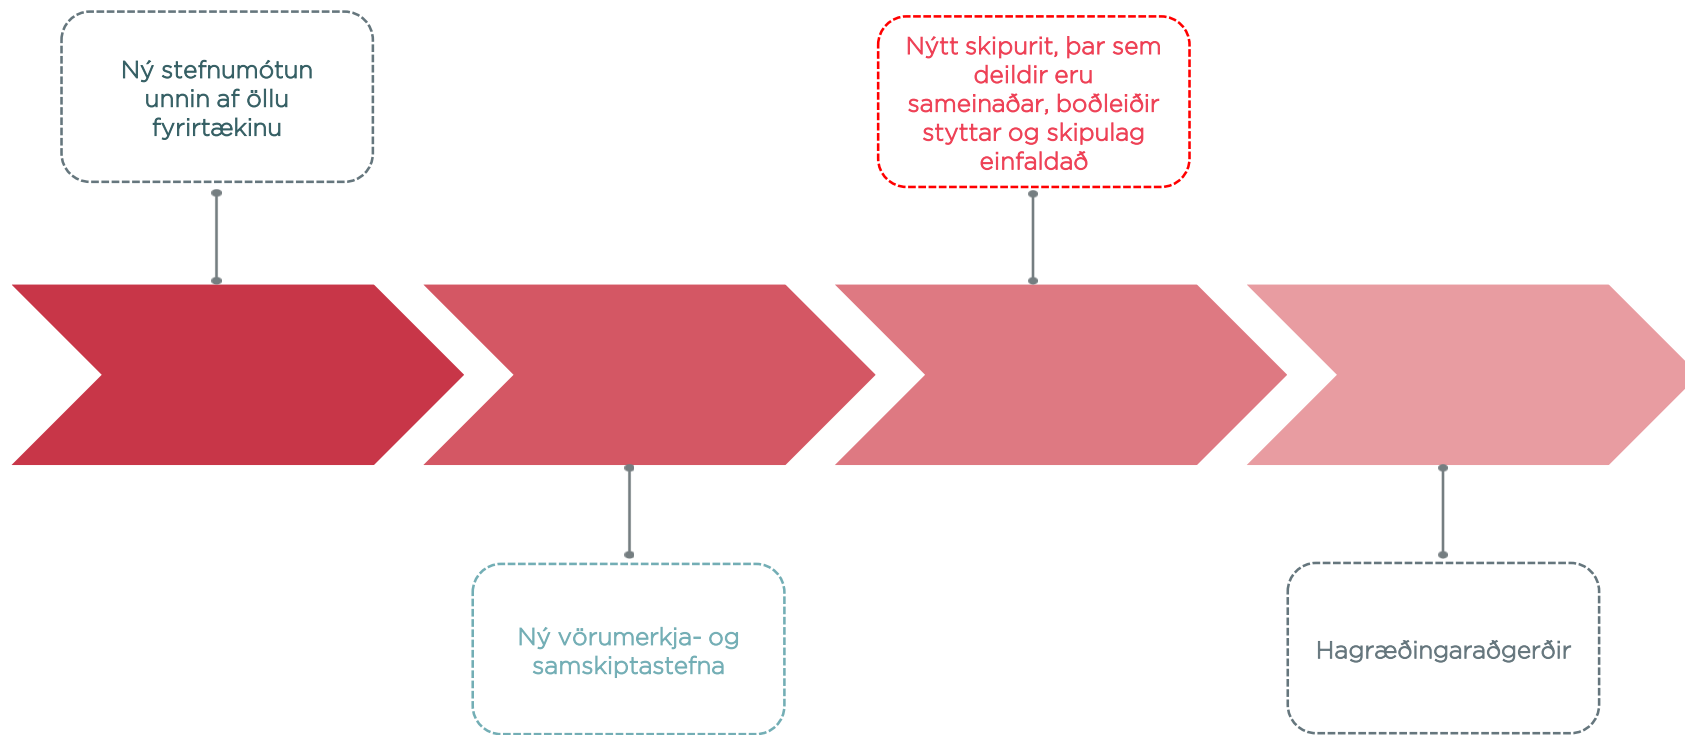 Ný stefnumótun
unnin af öllu
fyrirtækinu
Ný vörumerkja- og
samskiptastefna
Nýtt skipurit, þar sem
deildir eru
sameinaðar, boðleiðir
styttar og skipulag
einfaldað
Hagræðingaraðgerðir